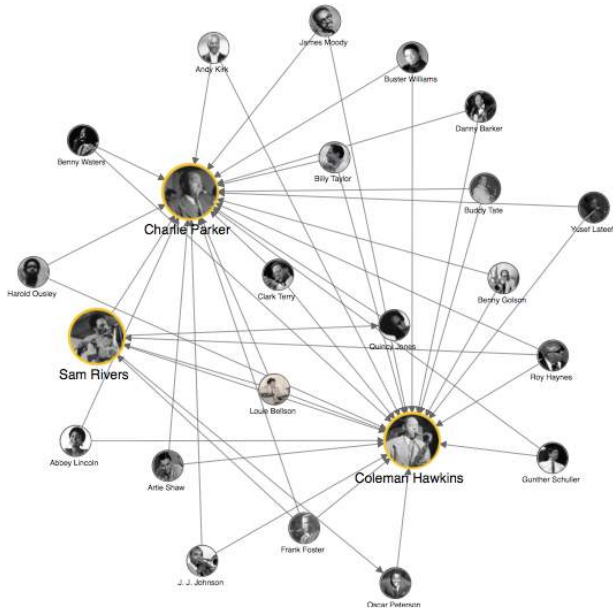 James Moody
Andy Kirk
Buster Williams
Danny Barker
Benny Waters
Billy Taylor
Buddy Tate
Charlie Parker
Yusef Lateef
Harold Ousley
Clark Terry
Benny Golson
Quincy Jones
Sam Rivers
Roy Haynes
Louie Bellson
Abbey Lincoln
Coleman Hawkins
Gunther Schuller
Artie Shaw
Frank Foster
J. J. Johnson
Oscar Peterson